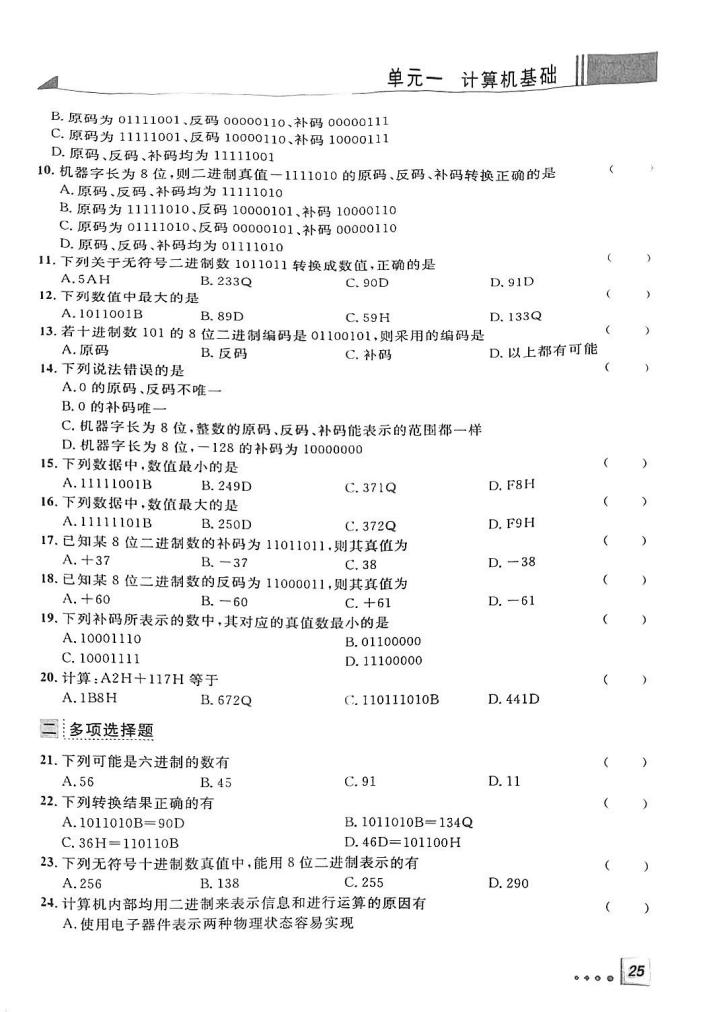 单元一 计算机基础
B. 原码为 01111001、反码 00000110、补码 00000111
C. 原码为 11111001、反码 10000110、补码 10000111
D. 原码、反码、补码均为 11111001
10. 机器字长为 8 位,则二进制真值－1111010 的原码、反码、补码转换正确的是 ( )
A. 原码、反码、补码均为 11111010
B. 原码为 11111010、反码 10000101、补码 10000110
C. 原码为 01111010、反码 00000101、补码 00000110
D. 原码、反码、补码均为 01111010
11. 下列关于无符号二进制数 1011011 转换成数值,正确的是 ( )
A. 5AH B. 233Q C. 90D D. 91D
12. 下列数值中最大的是 ( )
A. 1011001B B. 89D C. 59H D. 133Q
13. 若十进制数 101 的 8 位二进制编码是 01100101,则采用的编码是 ( )
A. 原码 B. 反码 C. 补码 D. 以上都有可能
14. 下列说法错误的是 ( )
A. 0 的原码、反码不唯一
B. 0 的补码唯一
C. 机器字长为 8 位,整数的原码、反码、补码能表示的范围都一样
D. 机器字长为 8 位,－128 的补码为 10000000
15. 下列数据中,数值最小的是 ( )
A. 11111001B B. 249D C. 371Q D. F8H
16. 下列数据中,数值最大的是 ( )
A. 11111101B B. 250D C. 372Q D. F9H
17. 已知某 8 位二进制数的补码为 11011011,则其真值为 ( )
A. ＋37 B. －37 C. 38 D. －38
18. 已知某 8 位二进制数的反码为 11000011,则其真值为 ( )
A. ＋60 B. －60 C. ＋61 D. －61
19. 下列补码所表示的数中,其对应的真值数最小的是 ( )
A. 10001110 B. 01100000
C. 10001111 D. 11100000
20. 计算:A2H＋117H 等于 ( )
A. 1B8H B. 672Q C. 110111010B D. 441D
二 多项选择题
21. 下列可能是六进制的数有 ( )
A. 56 B. 45 C. 91 D. 11
22. 下列转换结果正确的有 ( )
A. 1011010B＝90D B. 1011010B＝134Q
C. 36H＝110110B D. 46D＝101100H
23. 下列无符号十进制数真值中,能用 8 位二进制表示的有 ( )
A. 256 B. 138 C. 255 D. 290
24. 计算机内部均用二进制来表示信息和进行运算的原因有 ( )
A. 使用电子器件表示两种物理状态容易实现
25